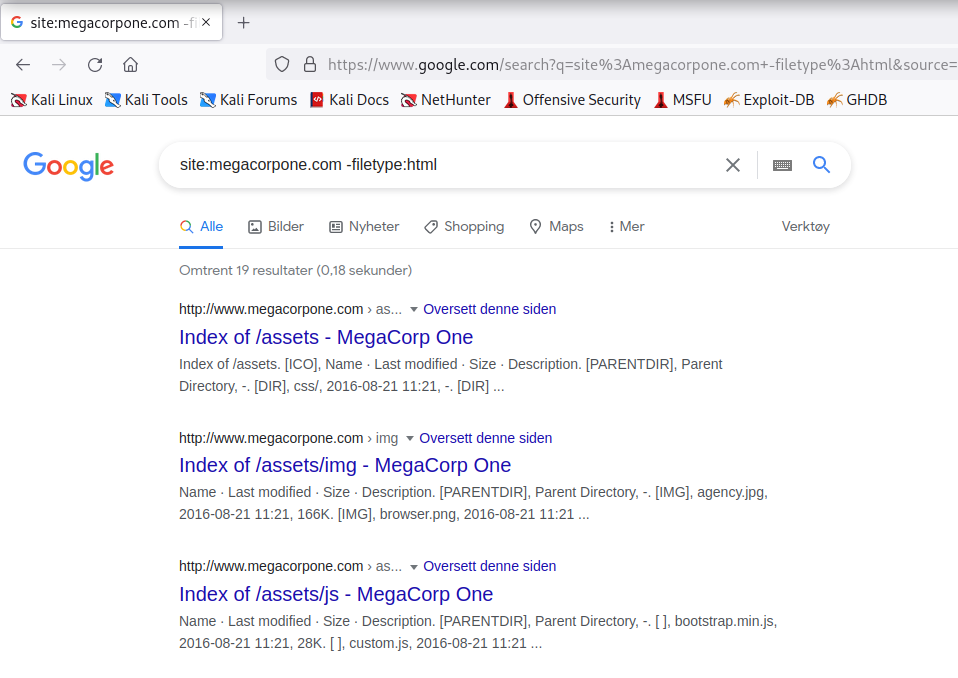 site:megacorpone.com -fi
https://www.google.com/search?q=site%3Amegacorpone.com+-filetype%3Ahtml&source=
Kali Linux Kali Tools Kali Forums Kali Docs NetHunter Offensive Security MSFU Exploit-DB GHDB
Google site:megacorpone.com -filetype:html
Alle Bilder Nyheter Shopping Maps Mer Verktøy
Omtrent 19 resultater (0,18 sekunder)
http://www.megacorpone.com › as... Oversett denne siden
Index of /assets - MegaCorp One
Index of /assets. [ICO], Name · Last modified · Size · Description. [PARENTDIR], Parent
Directory, -. [DIR], css/, 2016-08-21 11:21, -. [DIR] ...
http://www.megacorpone.com › img Oversett denne siden
Index of /assets/img - MegaCorp One
Name · Last modified · Size · Description. [PARENTDIR], Parent Directory, -. [IMG], agency.jpg,
2016-08-21 11:21, 166K. [IMG], browser.png, 2016-08-21 11:21 ...
http://www.megacorpone.com › as... Oversett denne siden
Index of /assets/js - MegaCorp One
Name · Last modified · Size · Description. [PARENTDIR], Parent Directory, -. [ ], bootstrap.min.js,
2016-08-21 11:21, 28K. [ ], custom.js, 2016-08-21 11:21 ...